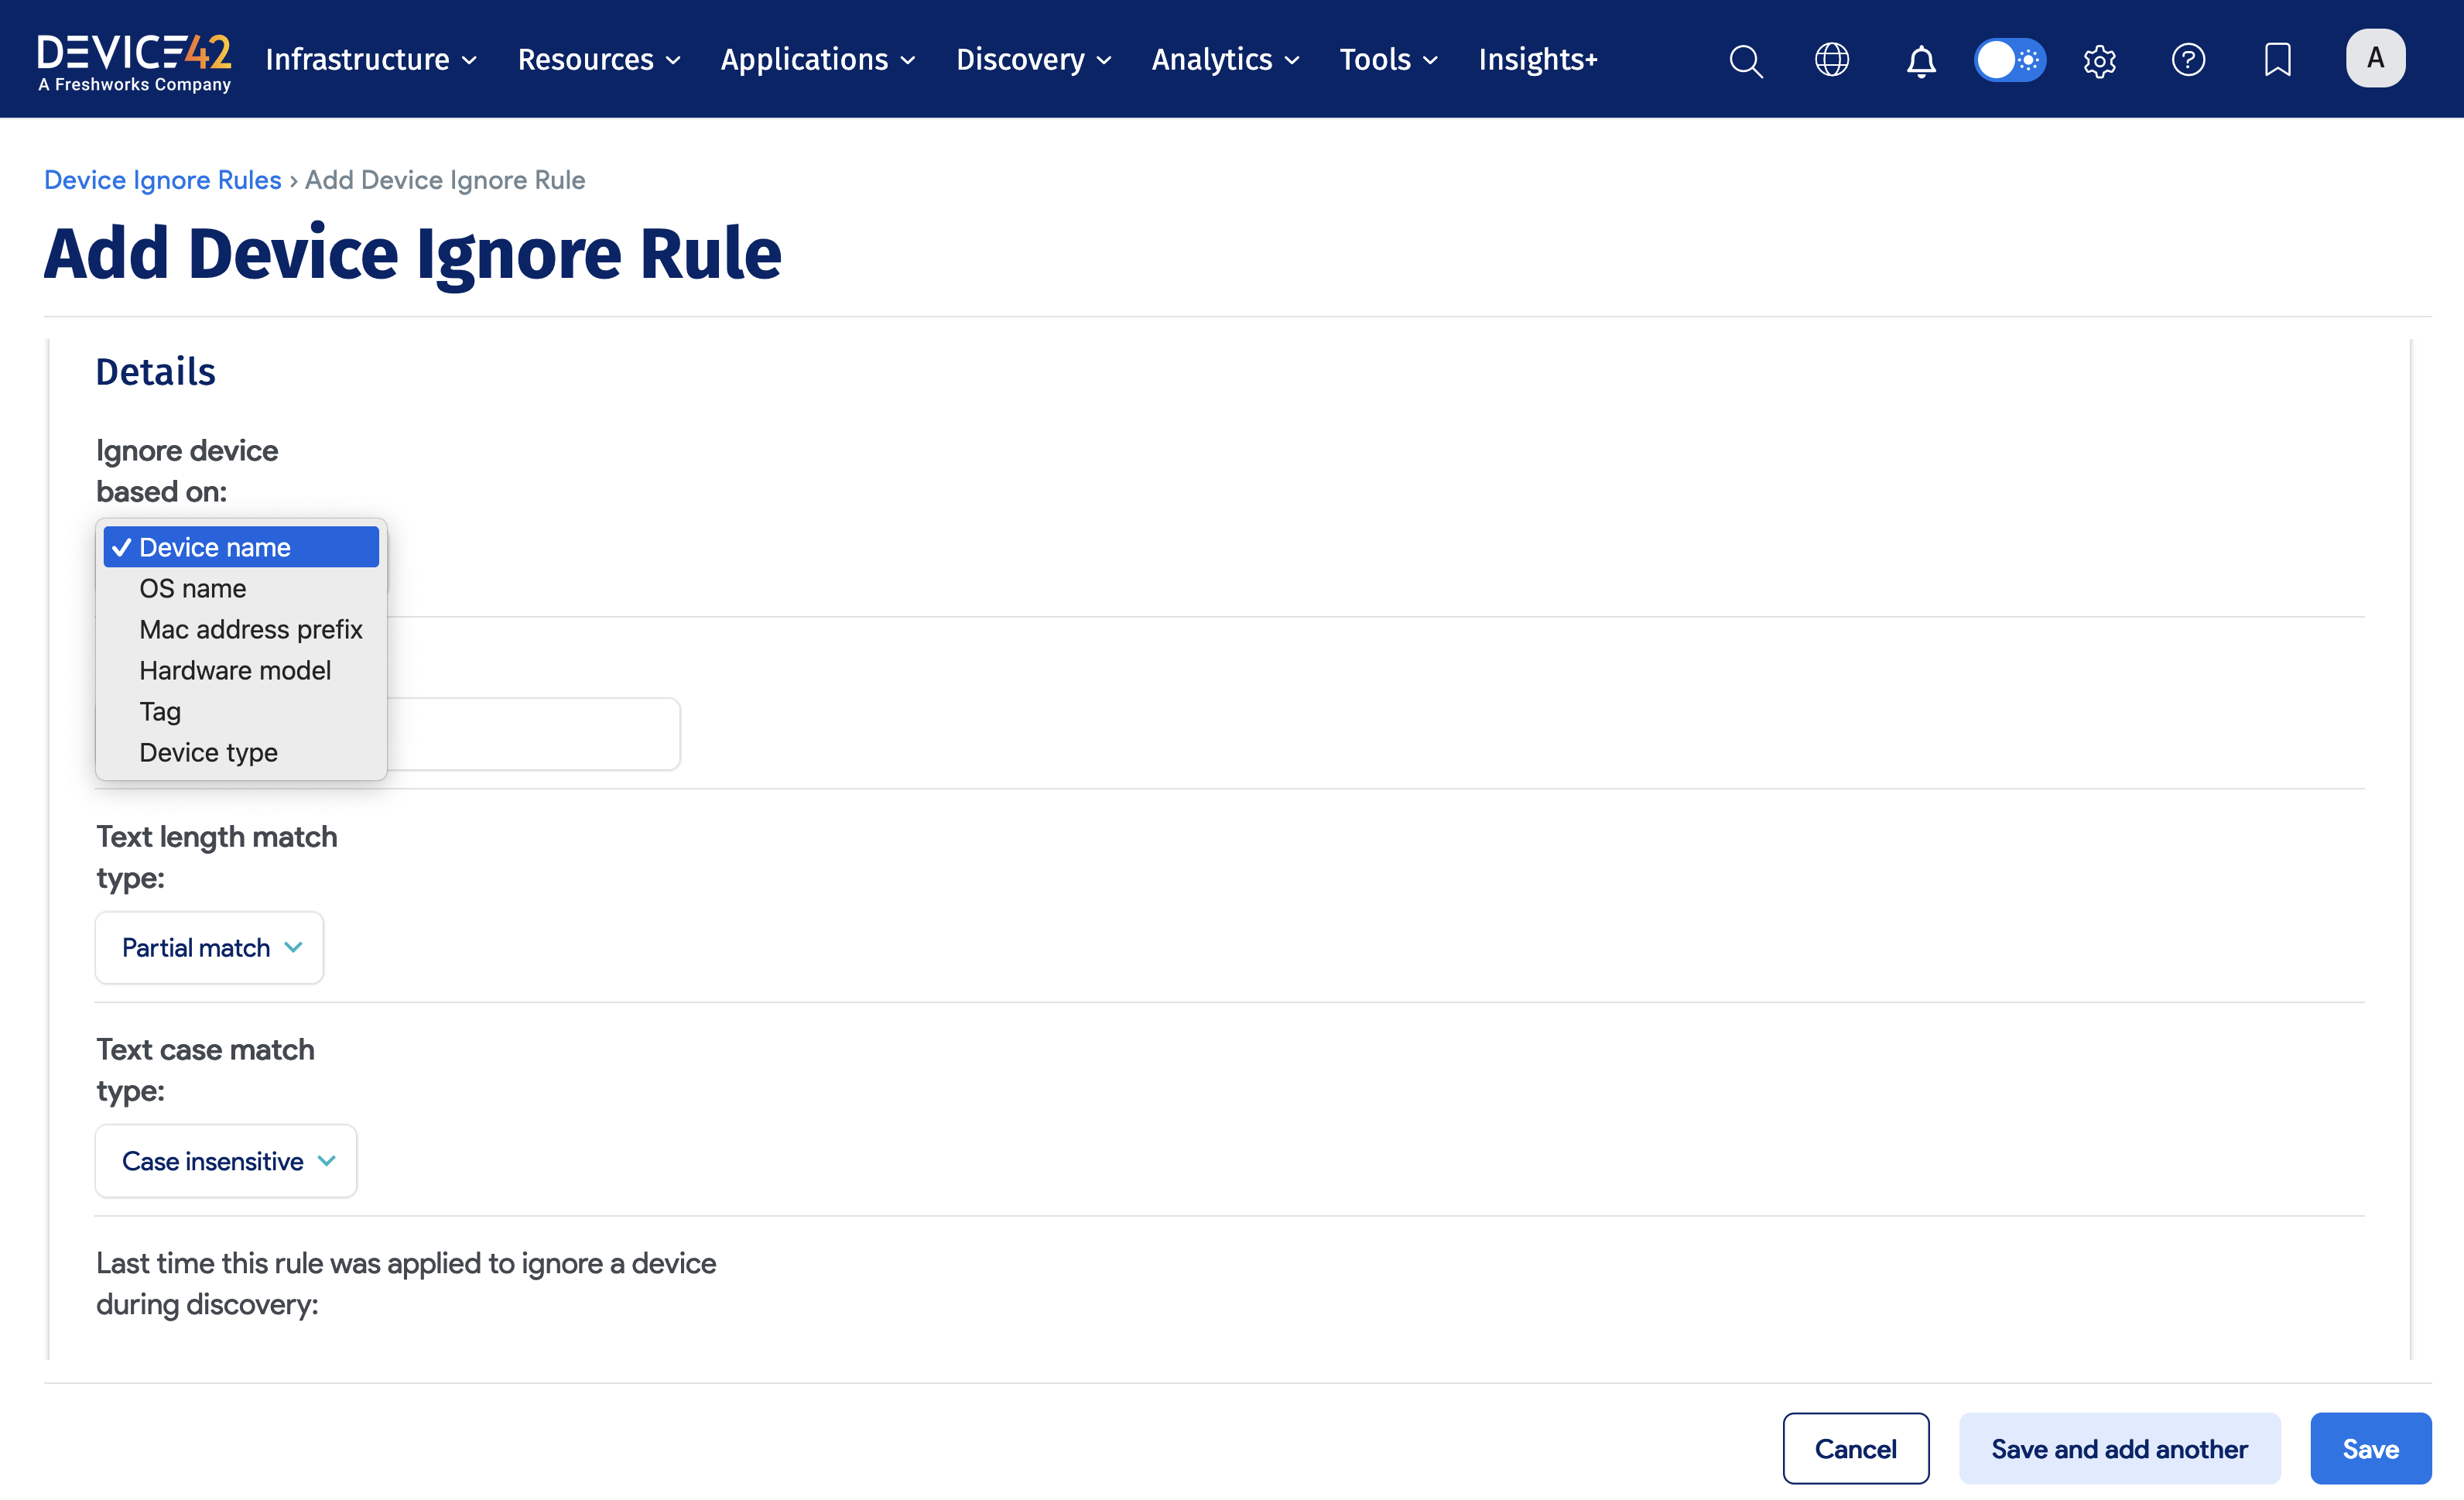 DEVICE42
A Freshworks Company
Infrastructure Resources Applications Discovery Analytics Tools Insights+
A
Device Ignore Rules › Add Device Ignore Rule
Add Device Ignore Rule
Details
Ignore device
based on:
✓ Device name
OS name
Mac address prefix
Hardware model
Tag
Device type
Text length match
type:
Partial match
Text case match
type:
Case insensitive
Last time this rule was applied to ignore a device
during discovery:
Cancel Save and add another Save